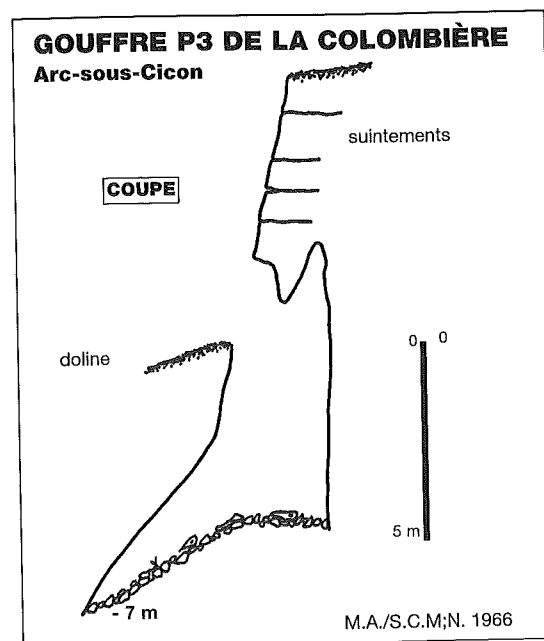 GOUFFRE P3 DE LA COLOMBIÈRE
Arc-sous-Cicon
suintements
COUPE
doline
0 0
5 m
- 7 m
M.A./S.C.M;N. 1966